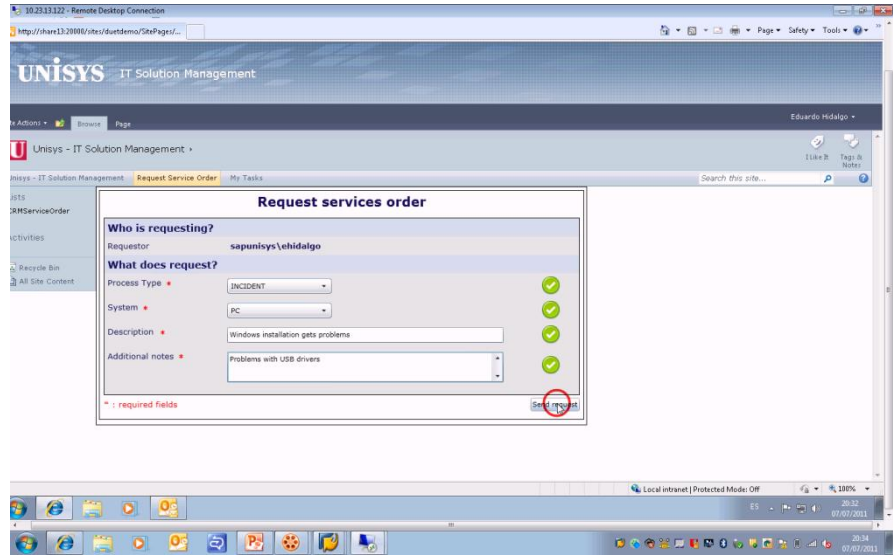 10.23.13.122 - Remote Desktop Connection
http://share13:20000/sites/duetdemo/SitePages/...
Page Safety Tools
UNISYS IT Solution Management
te Actions Browse Page Eduardo Hidalgo
Unisys - IT Solution Management
I Like It Tags & Notes
nisys - IT Solution Management Request Service Order My Tasks Search this site...
ists
CRMServiceOrder
ctivities
Recycle Bin
All Site Content
Request services order
Who is requesting?
Requestor sapunisys\ehidalgo
What does request?
Process Type * INCIDENT
System * PC
Description * Windows installation gets problems
Additional notes * Problems with USB drivers
* : required fields Send request
Local intranet | Protected Mode: Off 100%
ES 20:32
07/07/2011
20:34
07/07/2011